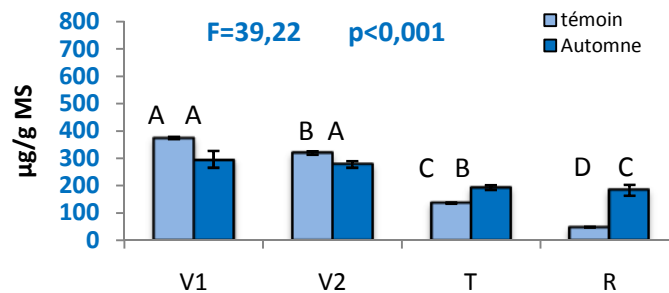 F=39,22 p<0,001
témoin
Automne
µg/g MS
800
700
600
500
400
300
200
100
0
A A
B A
C B
D C
V1 V2 T R